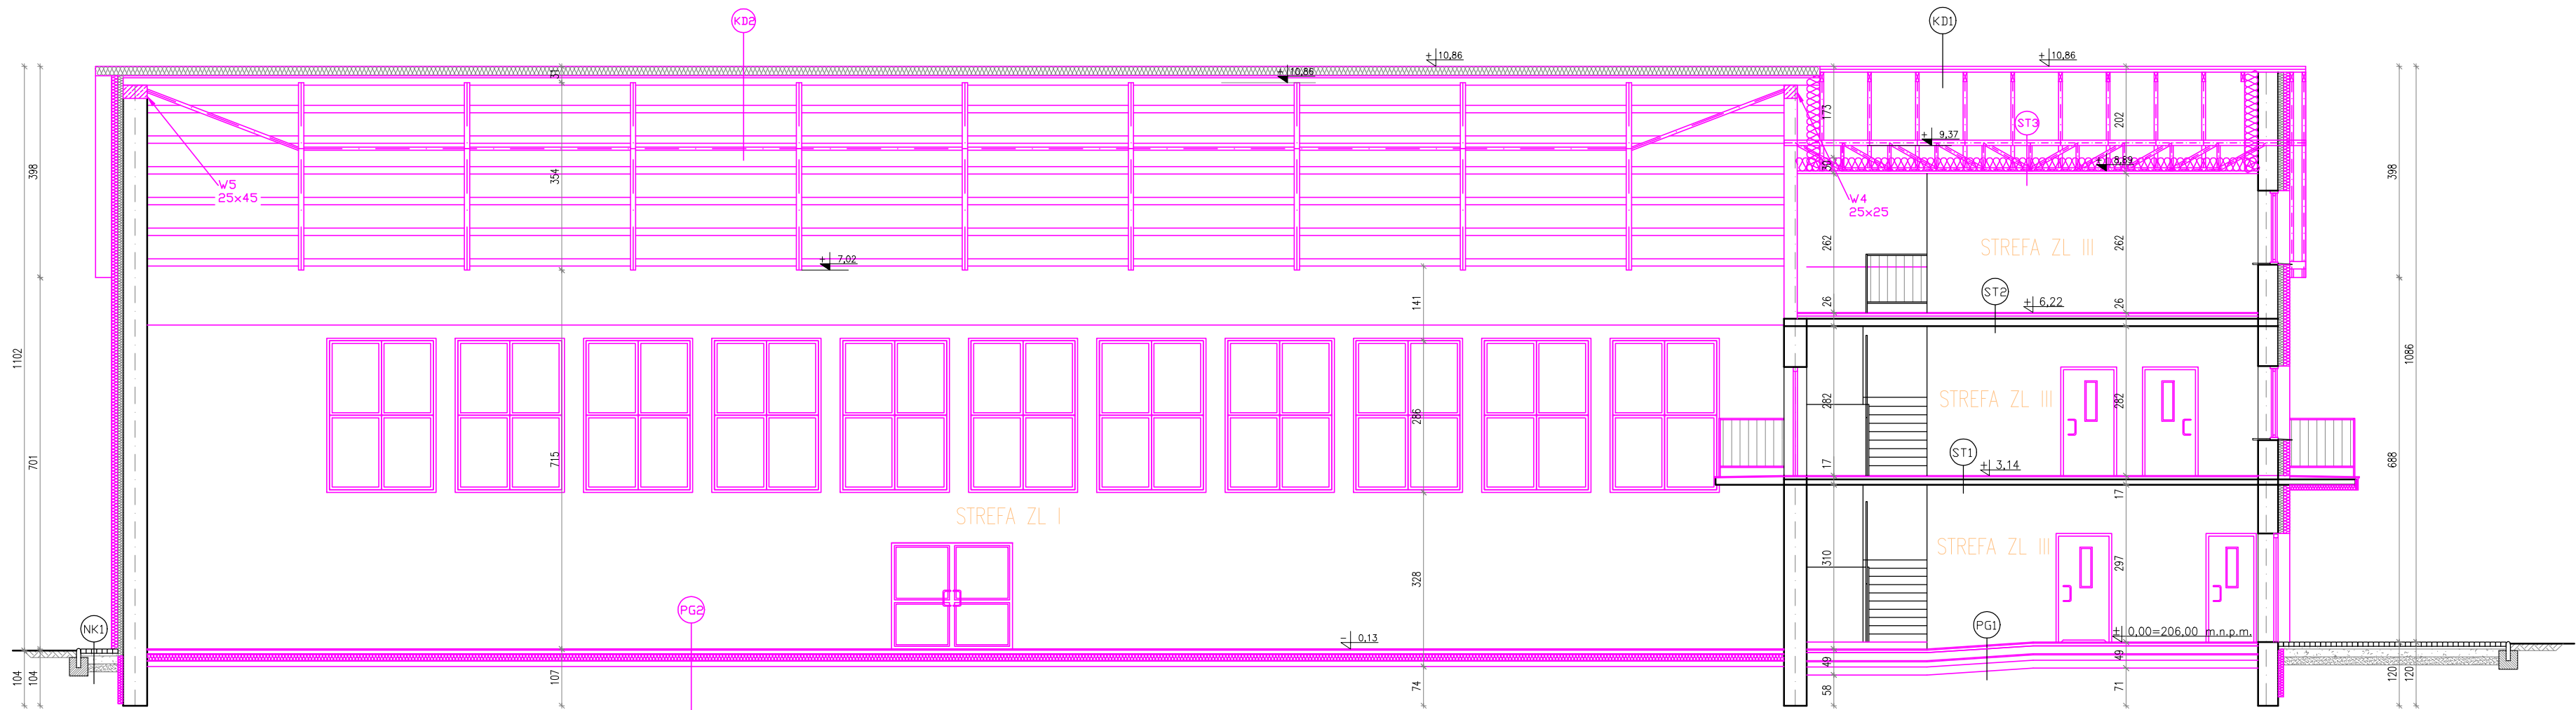 KD2
KD1
+ 10,86
+ 10,86
+ 10,86
31
173
202
ST3
+ 9,37
+ 8,89
50
398
354
398
W5
25x45
W4
25x25
262
262
STREFA ZL III
+ 7,02
ST2
141
26
26
+ 6,22
1102
1086
282
282
STREFA ZL III
286
ST1
701
715
17
+ 3,14
688
17
STREFA ZL I
STREFA ZL III
310
297
328
PG2
NK1
PG1
- 0,13
+ 0,00=206,00 m.n.p.m.
49
49
104
104
107
74
58
71
120
120